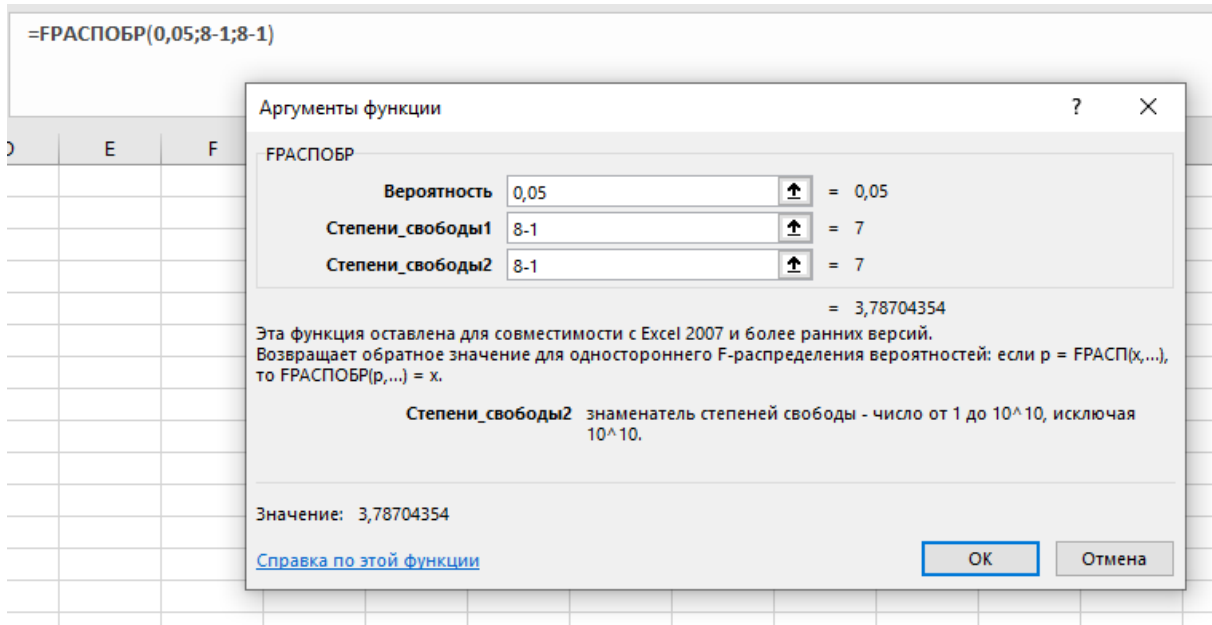 =FРАСПОБР(0,05;8-1;8-1)
Аргументы функции ? ×
E F
FРАСПОБР
Вероятность 0,05 = 0,05
Степени_свободы1 8-1 = 7
Степени_свободы2 8-1 = 7
= 3,78704354
Эта функция оставлена для совместимости с Excel 2007 и более ранних версий.
Возвращает обратное значение для одностороннего F-распределения вероятностей: если p = FРАСП(x,...),
то FРАСПОБР(p,...) = x.
Степени_свободы2 знаменатель степеней свободы - число от 1 до 10^10, исключая
10^10.
Значение: 3,78704354
Справка по этой функции OK Отмена